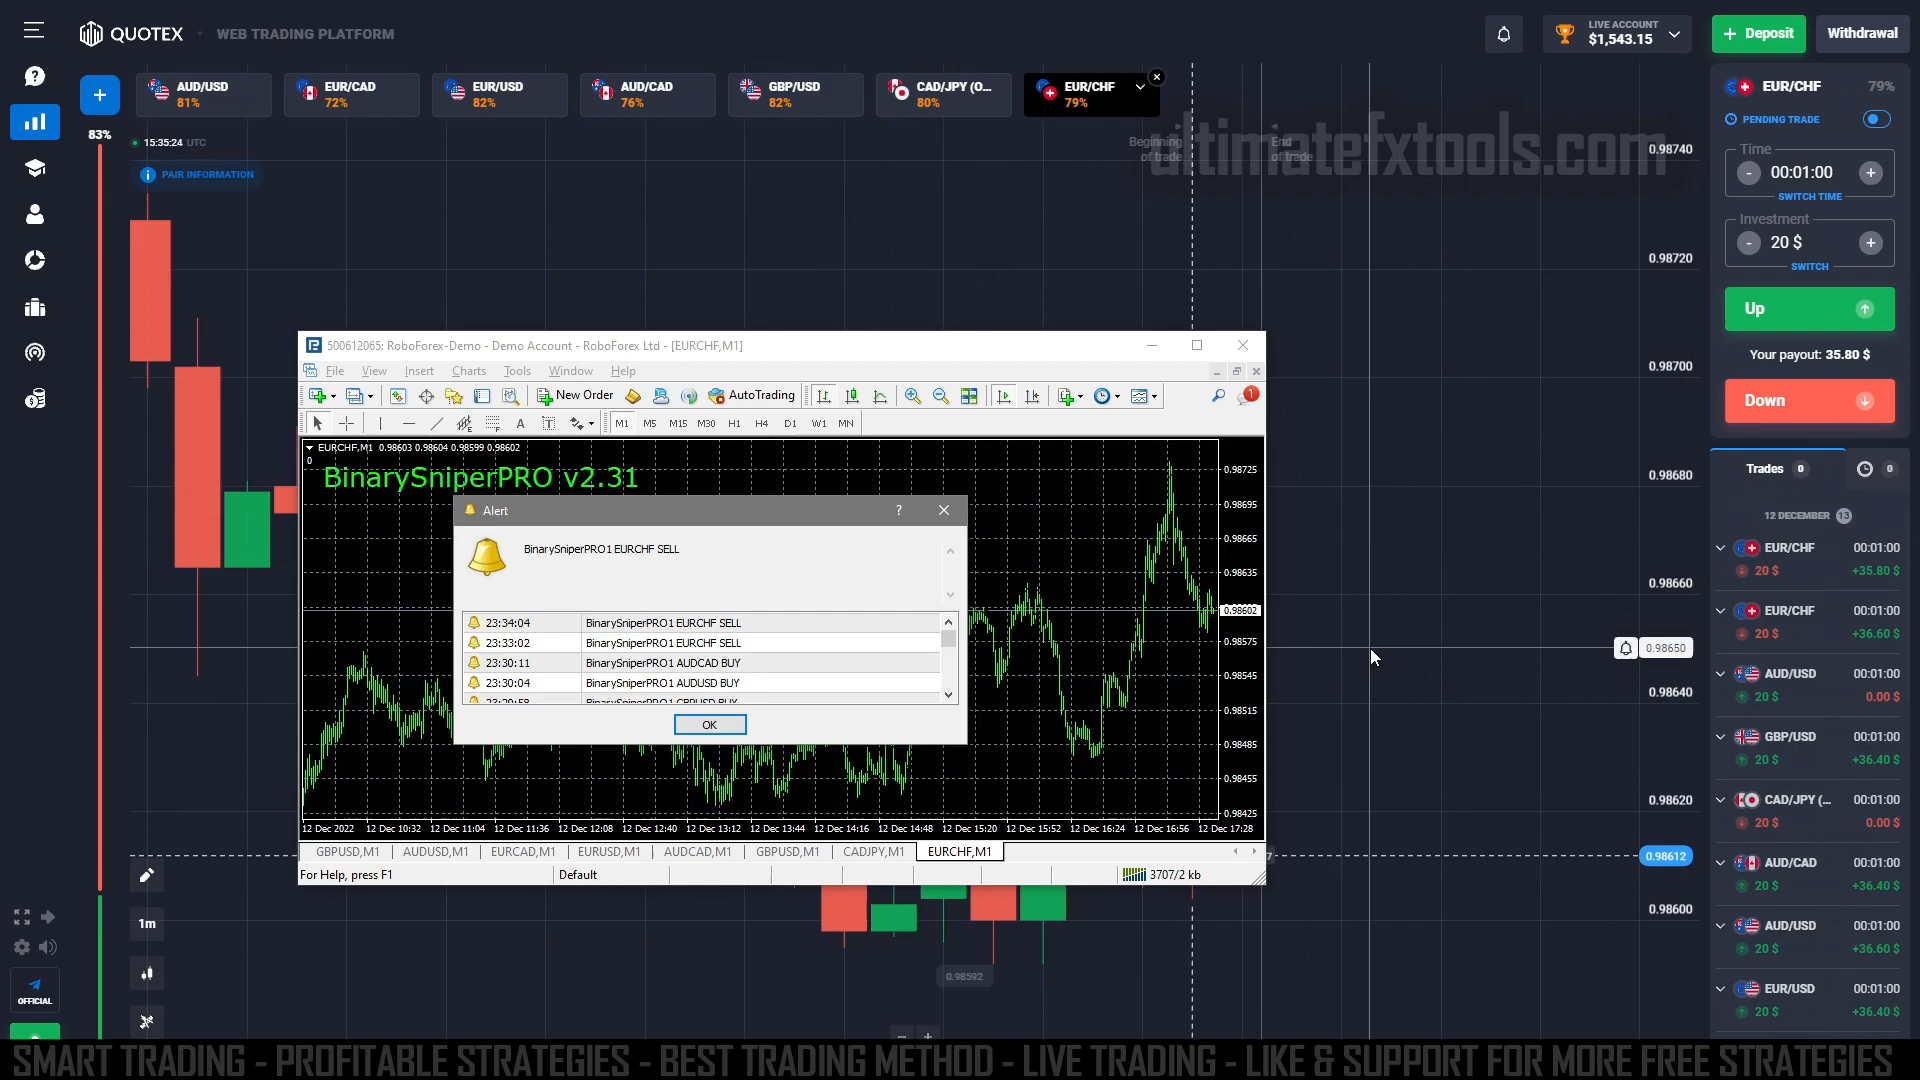 QUOTEX
WEB TRADING PLATFORM
LIVE ACCOUNT
$1,543.15
+ Deposit
Withdrawal
AUD/USD
81%
EUR/CAD
72%
EUR/USD
82%
AUD/CAD
76%
GBP/USD
82%
CAD/JPY (O...
80%
EUR/CHF
79%
83%
15:35:24 UTC
PAIR INFORMATION
Beginning
of trade
End
of trade
ultimatefxtools.com
0.98740
0.98720
0.98700
0.98680
0.98660
0.98650
0.98640
0.98620
0.98612
0.98600
0.98592
EUR/CHF
79%
PENDING TRADE
Time
- 00:01:00 +
SWITCH TIME
Investment
- 20 $ +
SWITCH
Up
Your payout: 35.80 $
Down
Trades 0
0
12 DECEMBER 13
EUR/CHF 00:01:00
20 $ +35.80 $
EUR/CHF 00:01:00
20 $ +36.60 $
AUD/USD 00:01:00
20 $ 0.00 $
GBP/USD 00:01:00
20 $ +36.40 $
CAD/JPY (... 00:01:00
20 $ 0.00 $
AUD/CAD 00:01:00
20 $ +36.40 $
AUD/USD 00:01:00
20 $ +36.60 $
EUR/USD 00:01:00
20 $ +36.40 $
500612065: RoboForex-Demo - Demo Account - RoboForex Ltd - [EURCHF,M1]
File View Insert Charts Tools Window Help
New Order
AutoTrading
1
A T M1 M5 M15 M30 H1 H4 D1 W1 MN
EURCHF,M1 0.98603 0.98604 0.98599 0.98602
0
BinarySniperPRO v2.31
Alert
?
BinarySniperPRO1 EURCHF SELL
23:34:04 BinarySniperPRO1 EURCHF SELL
23:33:02 BinarySniperPRO1 EURCHF SELL
23:30:11 BinarySniperPRO1 AUDCAD BUY
23:30:04 BinarySniperPRO1 AUDUSD BUY
23:29:58 BinarySniperPRO1 GBPUSD BUY
OK
0.98725
0.98695
0.98665
0.98635
0.98602
0.98575
0.98545
0.98515
0.98485
0.98455
0.98425
12 Dec 2022 12 Dec 10:32 12 Dec 11:04 12 Dec 11:36 12 Dec 12:08 12 Dec 12:40 12 Dec 13:12 12 Dec 13:44 12 Dec 14:16 12 Dec 14:48 12 Dec 15:20 12 Dec 15:52 12 Dec 16:24 12 Dec 16:56 12 Dec 17:28
GBPUSD,M1 AUDUSD,M1 EURCAD,M1 EURUSD,M1 AUDCAD,M1 GBPUSD,M1 CADJPY,M1 EURCHF,M1
For Help, press F1
Default
3707/2 kb
7
1m
OFFICIAL
SMART TRADING - PROFITABLE STRATEGIES - BEST TRADING METHOD - LIVE TRADING - LIKE & SUPPORT FOR MORE FREE STRATEGIES